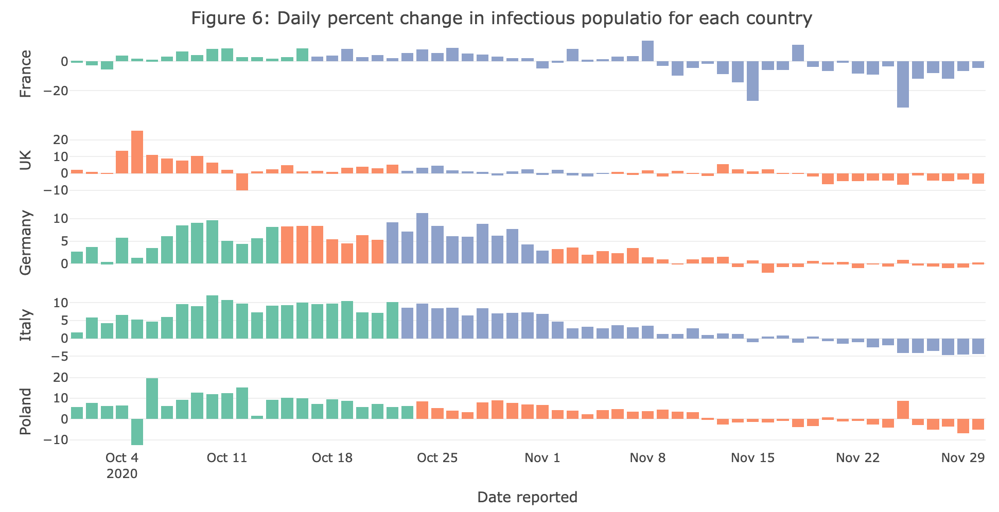 Figure 6: Daily percent change in infectious populatio for each country
France
0
−20
UK
20
10
0
−10
Germany
10
5
0
Italy
10
5
0
−5
Poland
20
10
0
−10
Oct 4 Oct 11 Oct 18 Oct 25 Nov 1 Nov 8 Nov 15 Nov 22 Nov 29
2020
Date reported